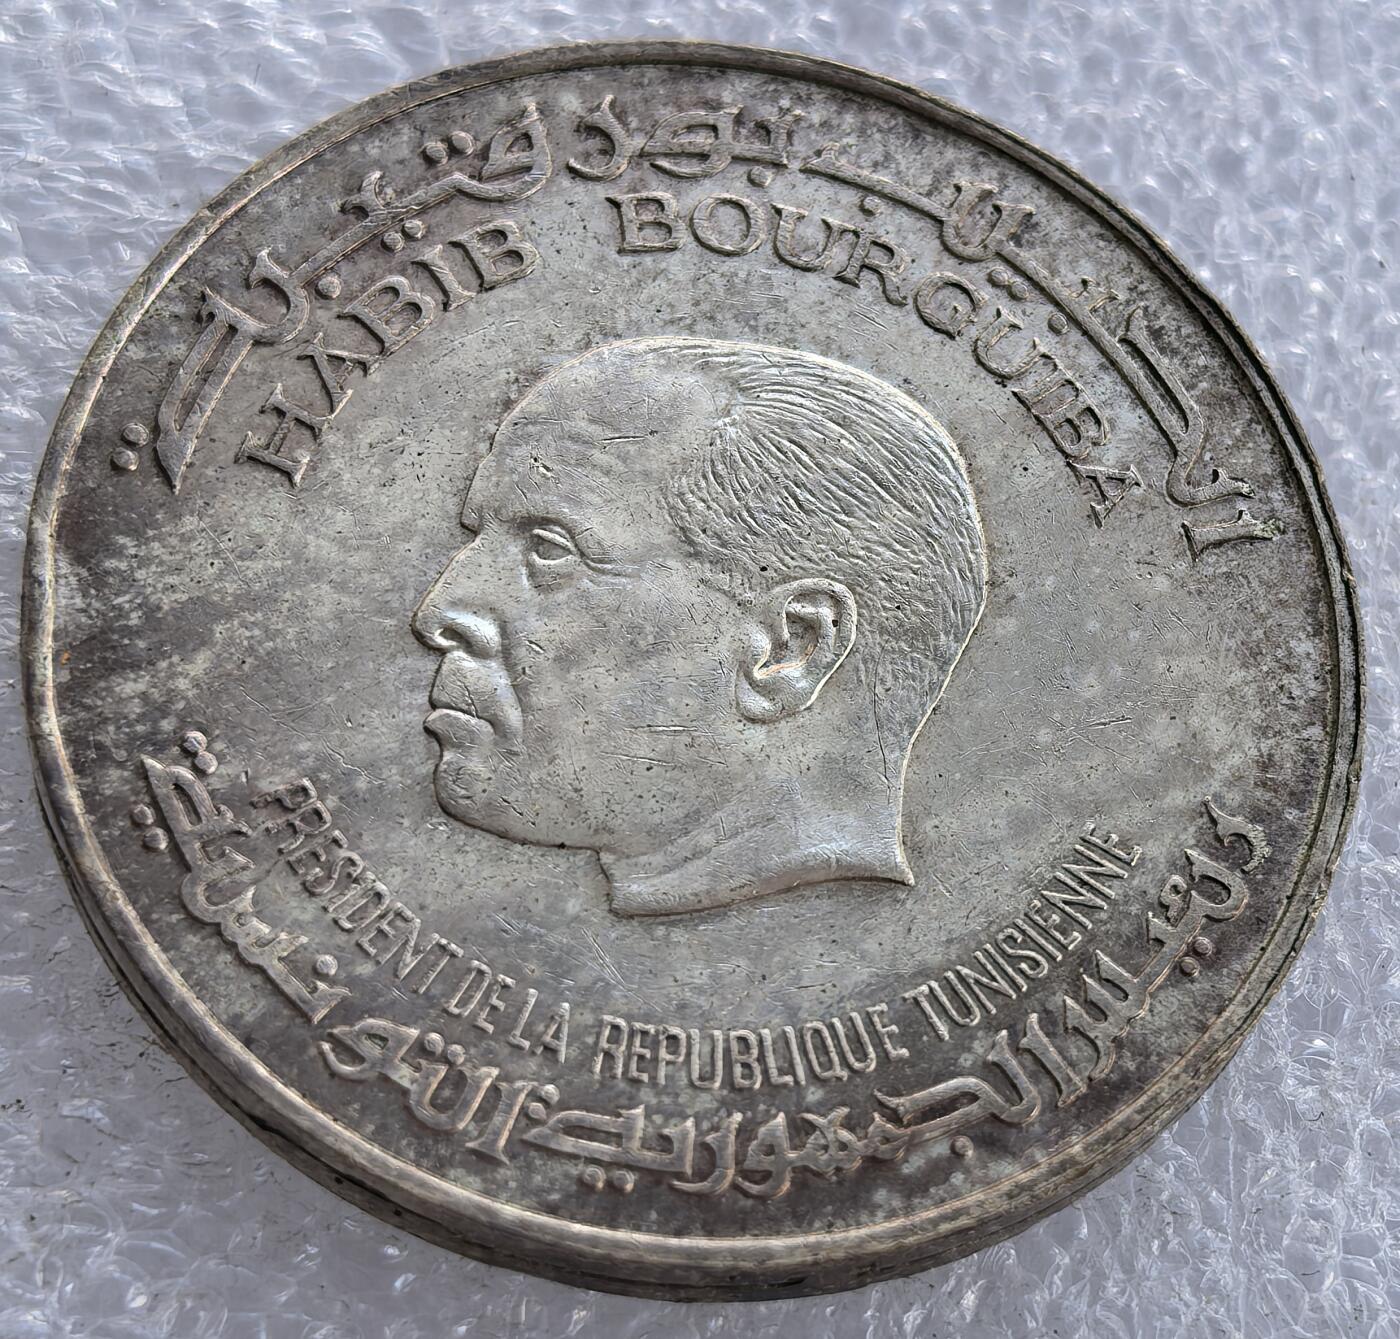 الحبيب بورقيبة
HABIB BOURGUIBA
PRESIDENT DE LA REPUBLIQUE TUNISIENNE
رئيس الجمهورية التونسية